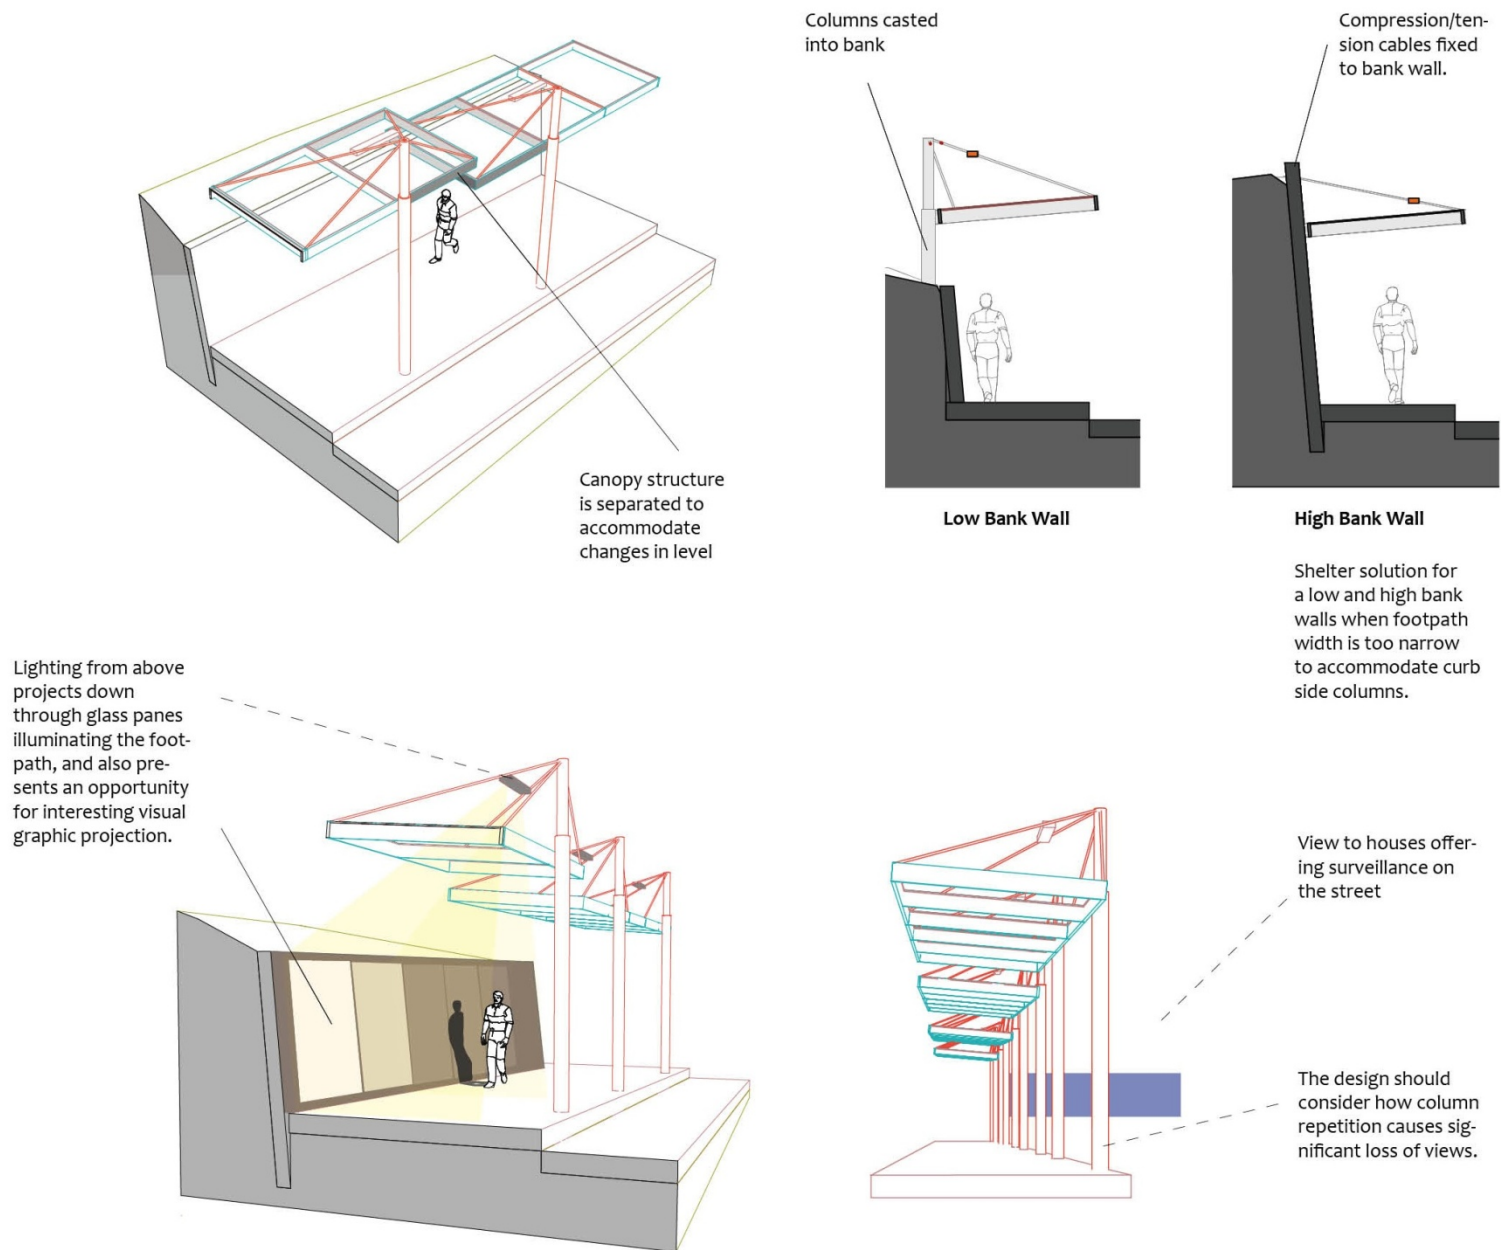 Columns casted
into bank
Compression/ten-
sion cables fixed
to bank wall.
Canopy structure
is separated to
accommodate
changes in level
Low Bank Wall
High Bank Wall
Shelter solution for
a low and high bank
walls when footpath
width is too narrow
to accommodate curb
side columns.
Lighting from above
projects down
through glass panes
illuminating the foot-
path, and also pre-
sents an opportunity
for interesting visual
graphic projection.
View to houses offer-
ing surveillance on
the street
The design should
consider how column
repetition causes sig-
nificant loss of views.